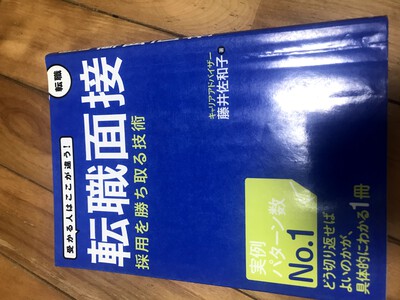 受かる人はここが違う!
転職
転職面接
採用を勝ち取る技術
キャリアアドバイザー
藤井佐和子 著
実例
パターン数
No.1
どう切り返せば
よいのかが、
具体的にわかる1冊